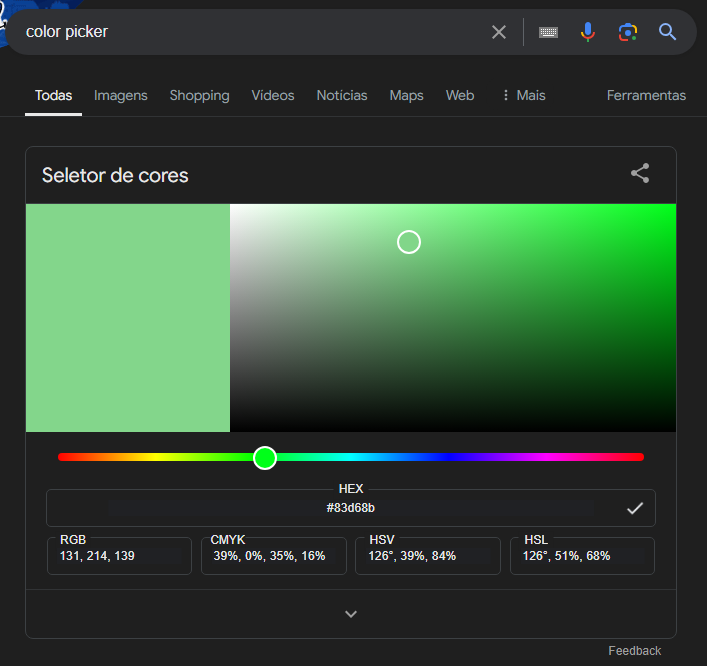 color picker
Todas Imagens Shopping Vídeos Notícias Maps Web Mais Ferramentas
Seletor de cores
HEX
#83d68b
RGB CMYK HSV HSL
131, 214, 139 39%, 0%, 35%, 16% 126°, 39%, 84% 126°, 51%, 68%
Feedback